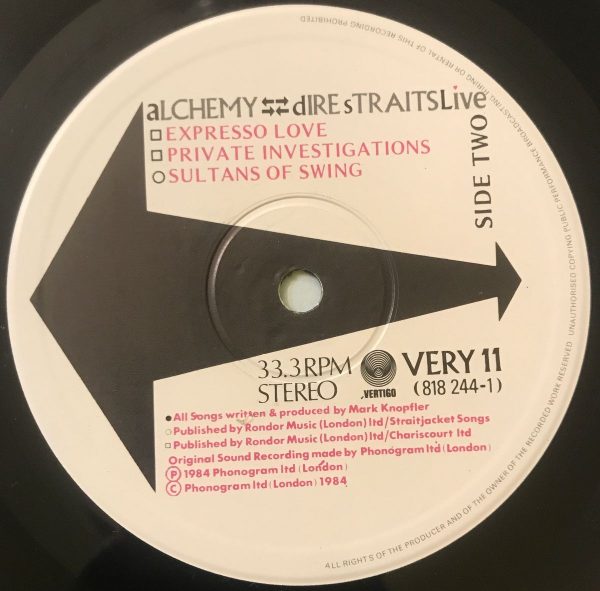 aLCHEMY ⇆ dIRE sTRAITS Live
□ EXPRESSO LOVE
□ PRIVATE INVESTIGATIONS
○ SULTANS OF SWING
SIDE TWO
33.3 RPM
STEREO
VERTIGO
VERY 11
(818 244-1)
● All Songs written & produced by Mark Knopfler
○ Published by Rondor Music (London) ltd/Straitjacket Songs
□ Published by Rondor Music (London) ltd/Chariscourt ltd
Original Sound Recording made by Phonogram ltd (London)
Ⓟ 1984 Phonogram ltd (London)
Ⓒ Phonogram ltd (London) 1984
ALL RIGHTS OF THE PRODUCER AND OF THE OWNER OF THE RECORDED WORK RESERVED UNAUTHORISED COPYING PUBLIC PERFORMANCE BROADCASTING HIRING OR RENTAL OF THIS RECORDING PROHIBITED